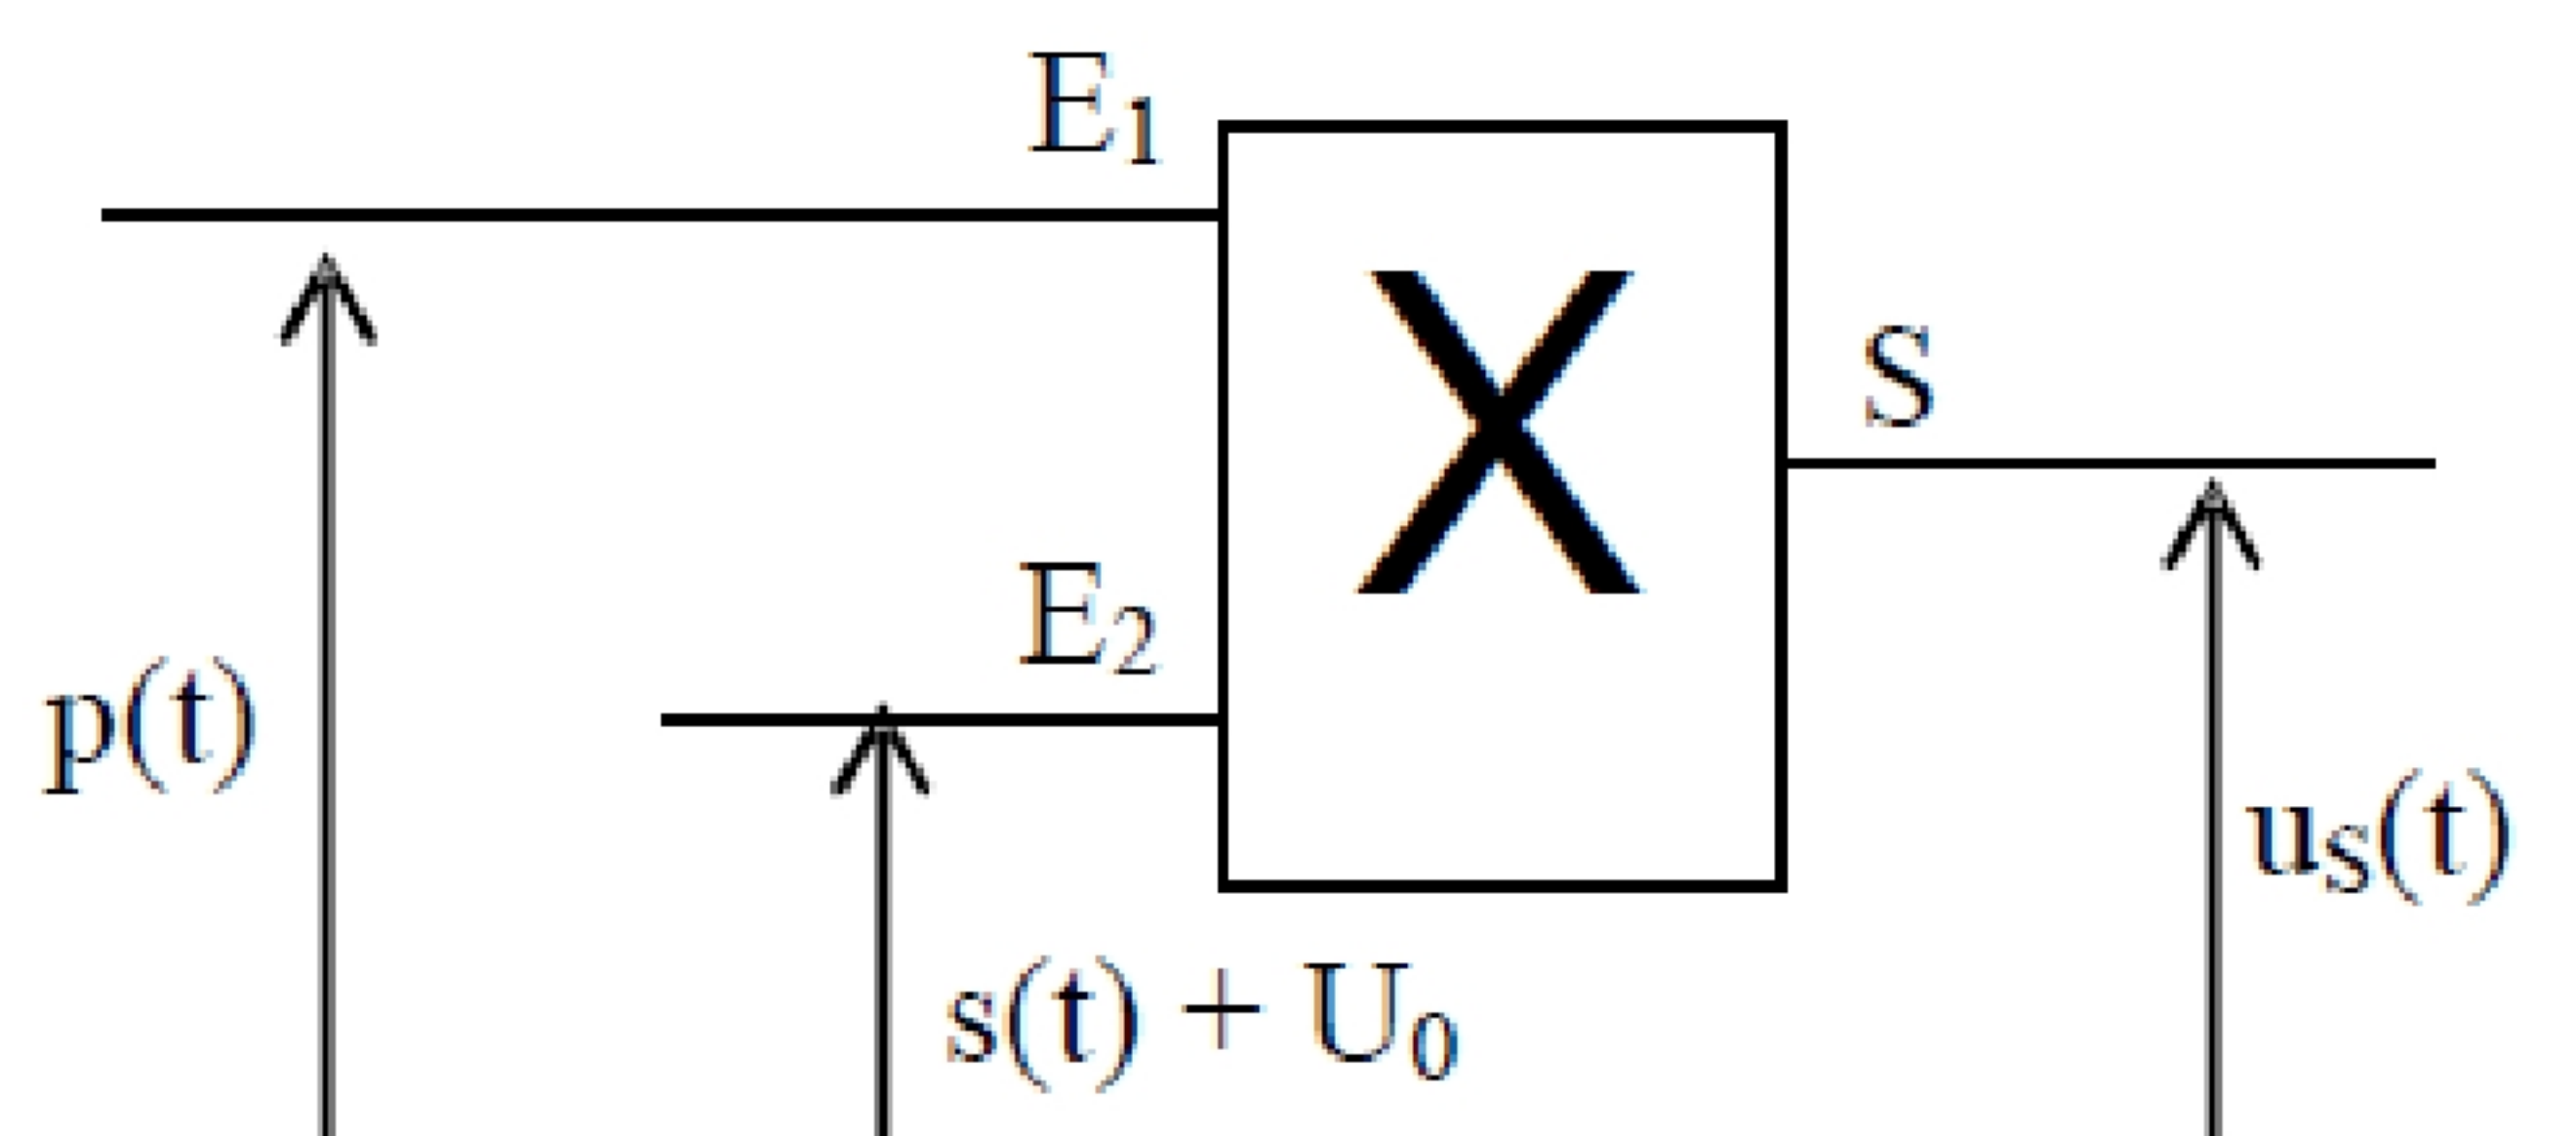 E₁
X
S
E₂
p(t)
uₛ(t)
s(t) + U₀